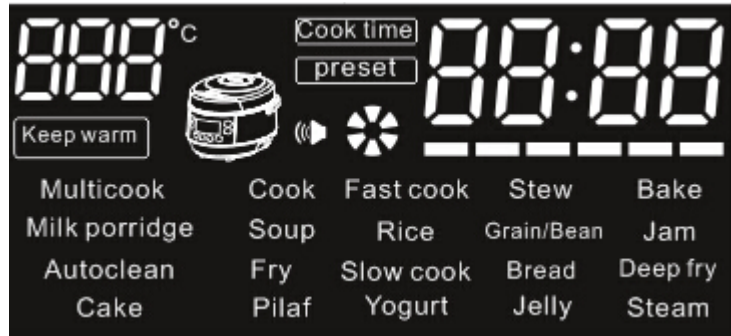 888°C
Cook time
88:88
preset
Keep warm
Multicook Cook Fast cook Stew Bake
Milk porridge Soup Rice Grain/Bean Jam
Autoclean Fry Slow cook Bread Deep fry
Cake Pilaf Yogurt Jelly Steam